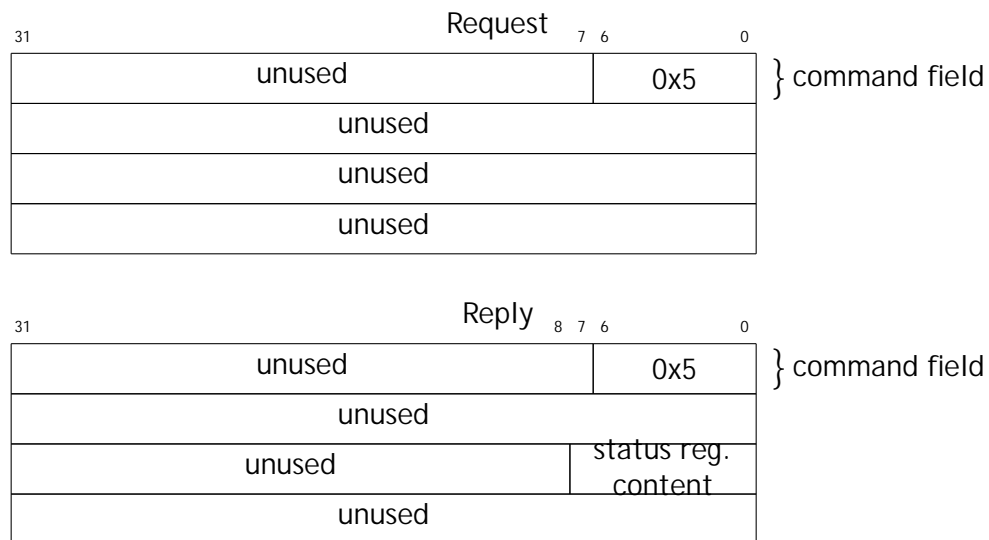 Request
31 7 6 0
unused 0x5 } command field
unused
unused
unused
Reply
31 8 7 6 0
unused 0x5 } command field
unused
unused status reg. content
unused